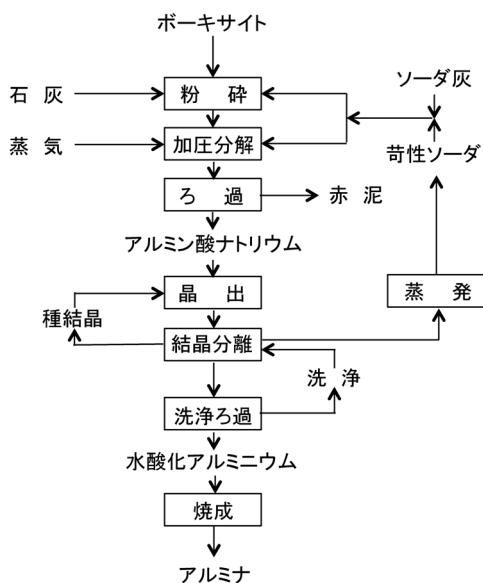 ボーキサイト
石 灰
粉 砕
ソーダ灰
蒸 気
加圧分解
苛性ソーダ
ろ 過
赤 泥
アルミン酸ナトリウム
晶 出
蒸 発
種結晶
結晶分離
洗 浄
洗浄ろ過
水酸化アルミニウム
焼成
アルミナ